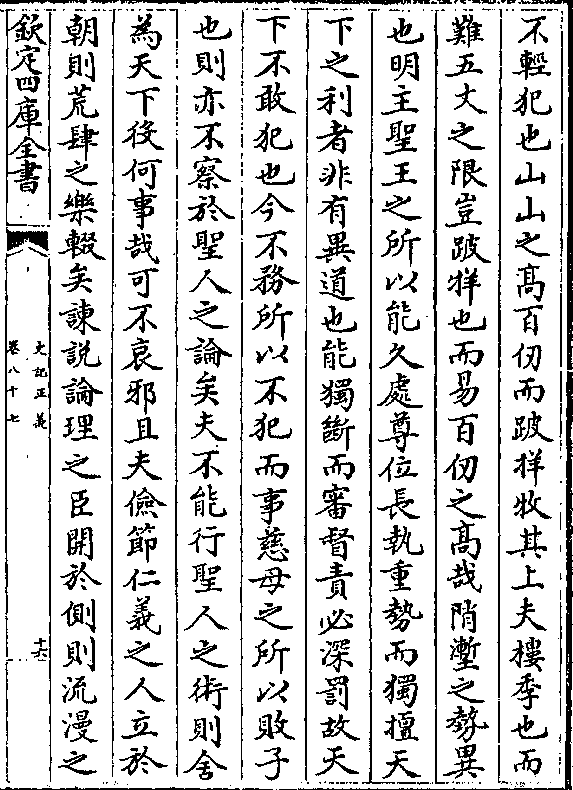 不輕犯也山山之髙百仞而跛牂牧其上夫樓季也而
難五丈之限豈跛牂也而易百仞之髙哉陗壍之勢異
也明主聖王之所以能久處尊位長執重勢而獨擅天
下之利者非有異道也能獨斷而審督責必深罰故天
下不敢犯也今不務所以不犯而事慈母之所以敗子
也則亦不察於聖人之論矣夫不能行聖人之術則舍
為天下役何事哉可不哀邪且夫儉節仁義之人立於
朝則荒肆之樂輟矣諫説論理之臣開於側則流漫之
欽定四庫全書
史記正義
卷八十七
十六